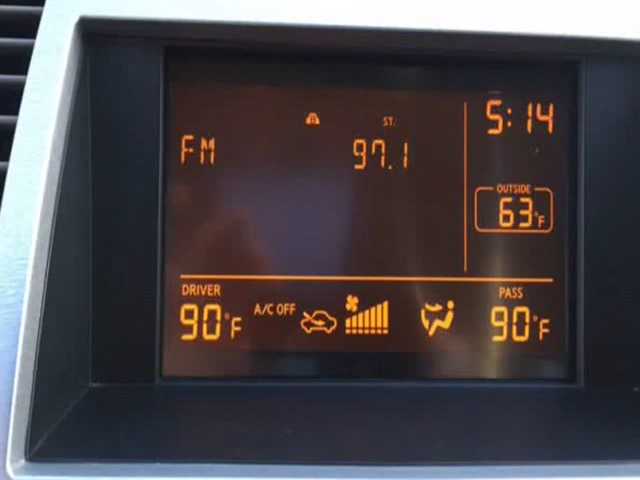 5:14
ST.
FM 97.1
OUTSIDE
63°F
DRIVER PASS
90°F A/C OFF 90°F